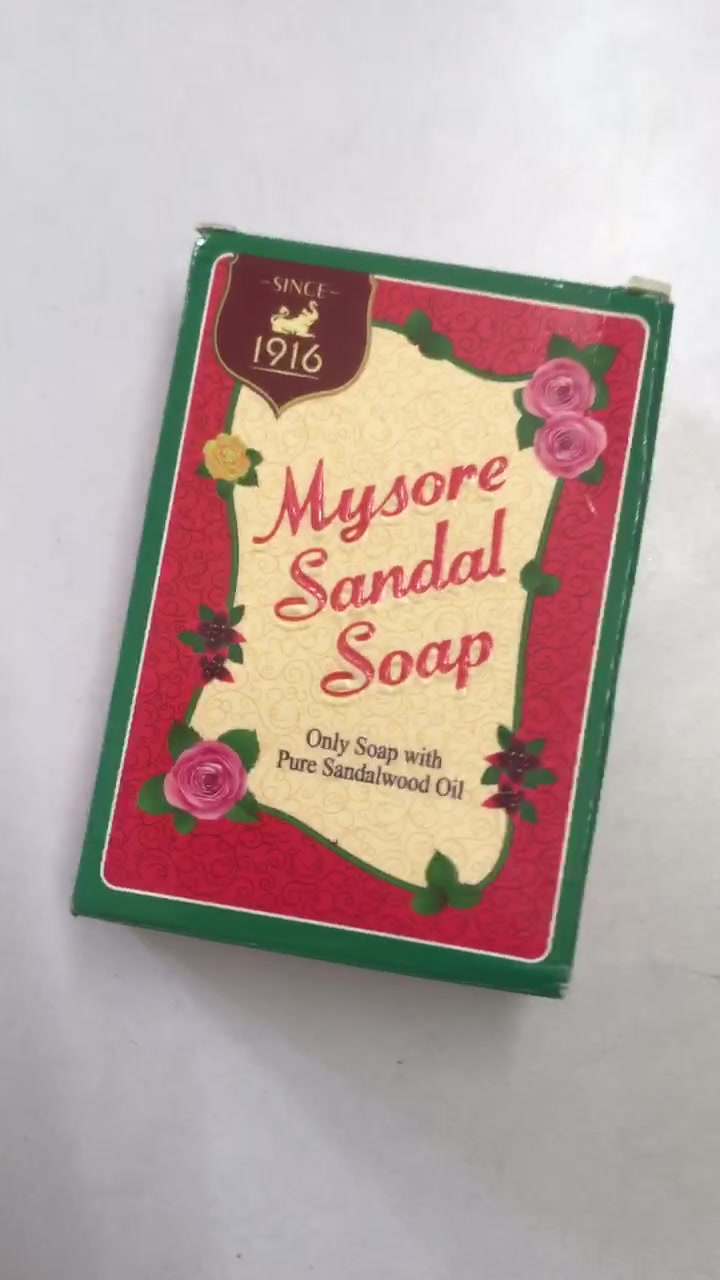 -SINCE-
1916
Mysore
Sandal
Soap
Only Soap with
Pure Sandalwood Oil